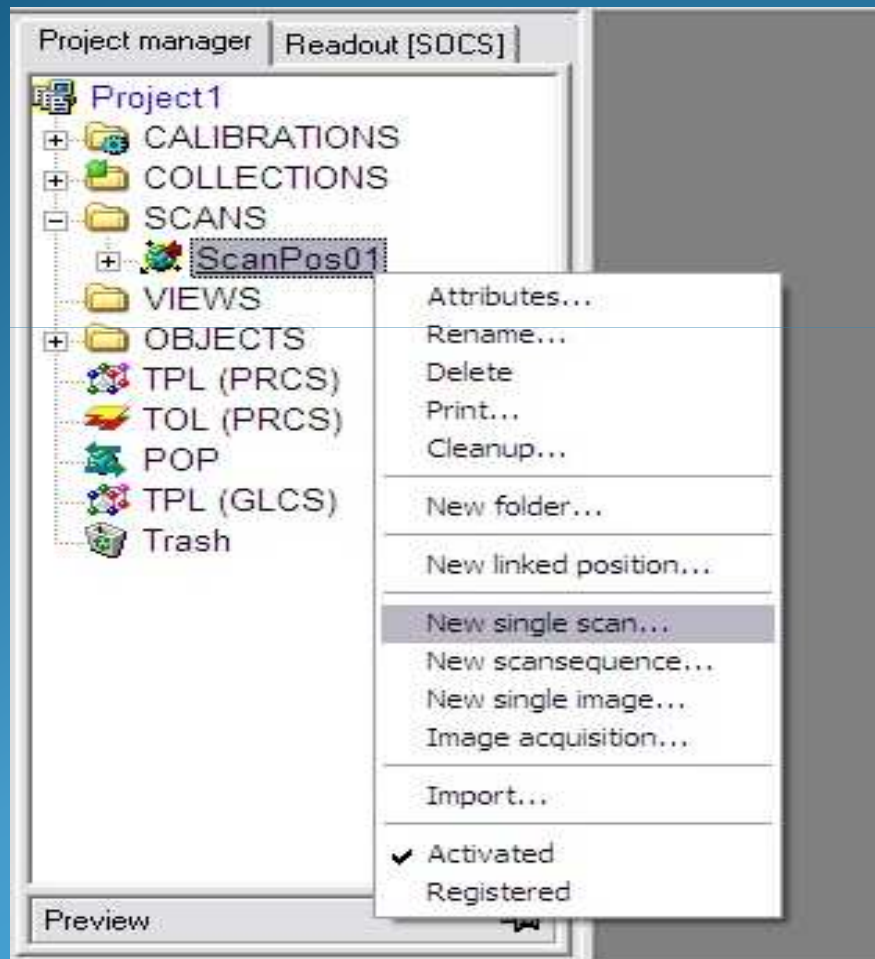 Project manager Readout [SOCS]
Project1
CALIBRATIONS
COLLECTIONS
SCANS
ScanPos01
VIEWS
OBJECTS
TPL (PRCS)
TOL (PRCS)
POP
TPL (GLCS)
Trash
Attributes...
Rename...
Delete
Print...
Cleanup...
New folder...
New linked position...
New single scan...
New scansequence...
New single image...
Image acquisition...
Import...
Activated
Registered
Preview